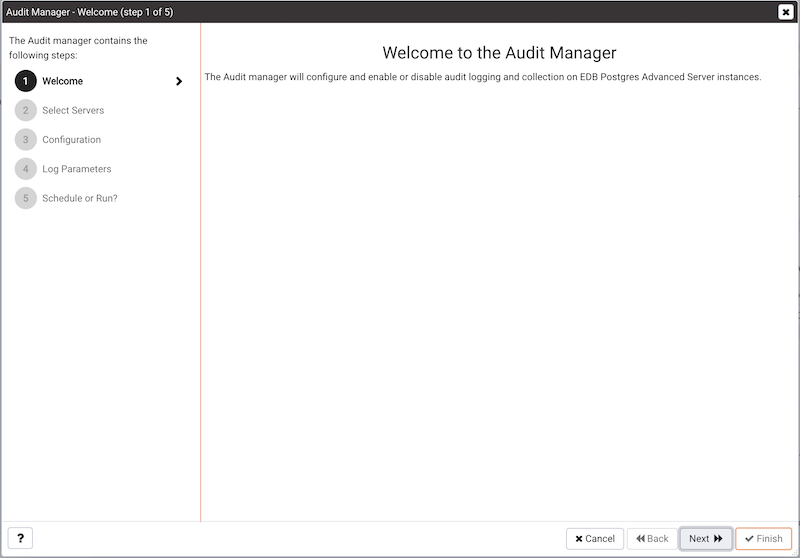 Audit Manager - Welcome (step 1 of 5)
The Audit manager contains the
following steps:
1 Welcome
2 Select Servers
3 Configuration
4 Log Parameters
5 Schedule or Run?
Welcome to the Audit Manager
The Audit manager will configure and enable or disable audit logging and collection on EDB Postgres Advanced Server instances.
? Cancel Back Next Finish